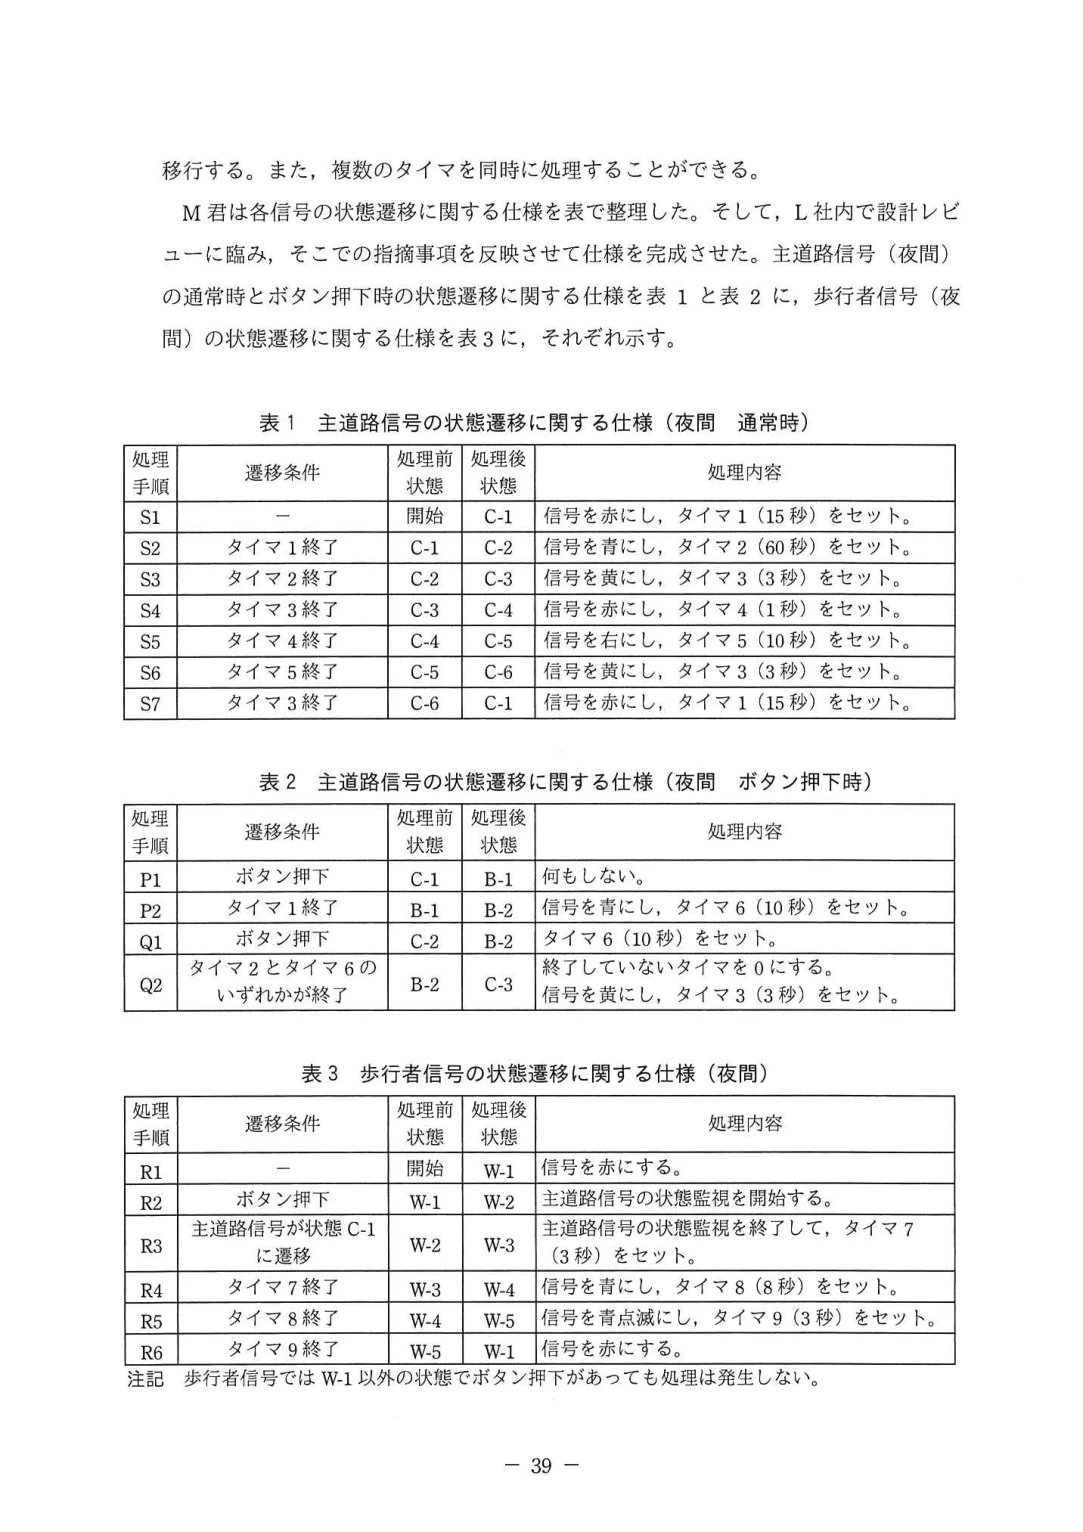 移行する。また，複数のタイマを同時に処理することができる。
M 君は各信号の状態遷移に関する仕様を表で整理した。そして，L 社内で設計レビ
ューに臨み，そこでの指摘事項を反映させて仕様を完成させた。主道路信号（夜間）
の通常時とボタン押下時の状態遷移に関する仕様を表 1 と表 2 に，歩行者信号（夜
間）の状態遷移に関する仕様を表 3 に，それぞれ示す。
表 1　主道路信号の状態遷移に関する仕様（夜間　通常時）
処理手順 遷移条件 処理前状態 処理後状態 処理内容
S1 － 開始 C-1 信号を赤にし，タイマ 1（15 秒）をセット。
S2 タイマ 1 終了 C-1 C-2 信号を青にし，タイマ 2（60 秒）をセット。
S3 タイマ 2 終了 C-2 C-3 信号を黄にし，タイマ 3（3 秒）をセット。
S4 タイマ 3 終了 C-3 C-4 信号を赤にし，タイマ 4（1 秒）をセット。
S5 タイマ 4 終了 C-4 C-5 信号を右にし，タイマ 5（10 秒）をセット。
S6 タイマ 5 終了 C-5 C-6 信号を黄にし，タイマ 3（3 秒）をセット。
S7 タイマ 3 終了 C-6 C-1 信号を赤にし，タイマ 1（15 秒）をセット。
表 2　主道路信号の状態遷移に関する仕様（夜間　ボタン押下時）
処理手順 遷移条件 処理前状態 処理後状態 処理内容
P1 ボタン押下 C-1 B-1 何もしない。
P2 タイマ 1 終了 B-1 B-2 信号を青にし，タイマ 6（10 秒）をセット。
Q1 ボタン押下 C-2 B-2 タイマ 6（10 秒）をセット。
Q2 タイマ 2 とタイマ 6 のいずれかが終了 B-2 C-3 終了していないタイマを 0 にする。
信号を黄にし，タイマ 3（3 秒）をセット。
表 3　歩行者信号の状態遷移に関する仕様（夜間）
処理手順 遷移条件 処理前状態 処理後状態 処理内容
R1 － 開始 W-1 信号を赤にする。
R2 ボタン押下 W-1 W-2 主道路信号の状態監視を開始する。
R3 主道路信号が状態 C-1に遷移 W-2 W-3 主道路信号の状態監視を終了して，タイマ 7
（3 秒）をセット。
R4 タイマ 7 終了 W-3 W-4 信号を青にし，タイマ 8（8 秒）をセット。
R5 タイマ 8 終了 W-4 W-5 信号を青点滅にし，タイマ 9（3 秒）をセット。
R6 タイマ 9 終了 W-5 W-1 信号を赤にする。
注記　歩行者信号では W-1 以外の状態でボタン押下があっても処理は発生しない。
－ 39 －